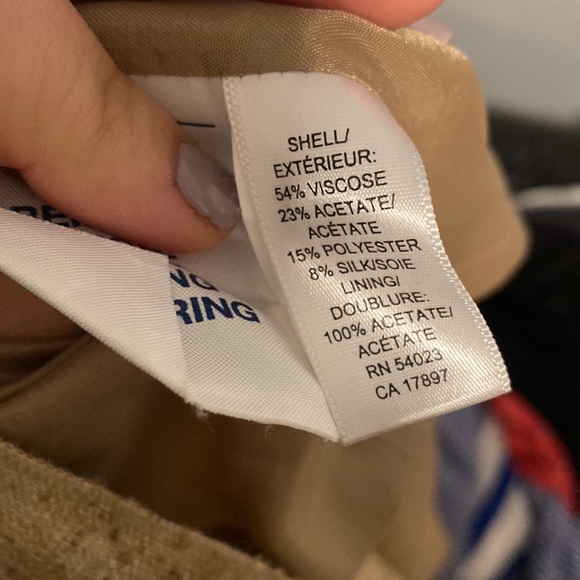 SHELL/
EXTÉRIEUR:
54% VISCOSE
23% ACETATE/
ACÉTATE
15% POLYESTER
8% SILK/SOIE
LINING/
DOUBLURE:
100% ACETATE/
ACÉTATE
RN 54023
CA 17897